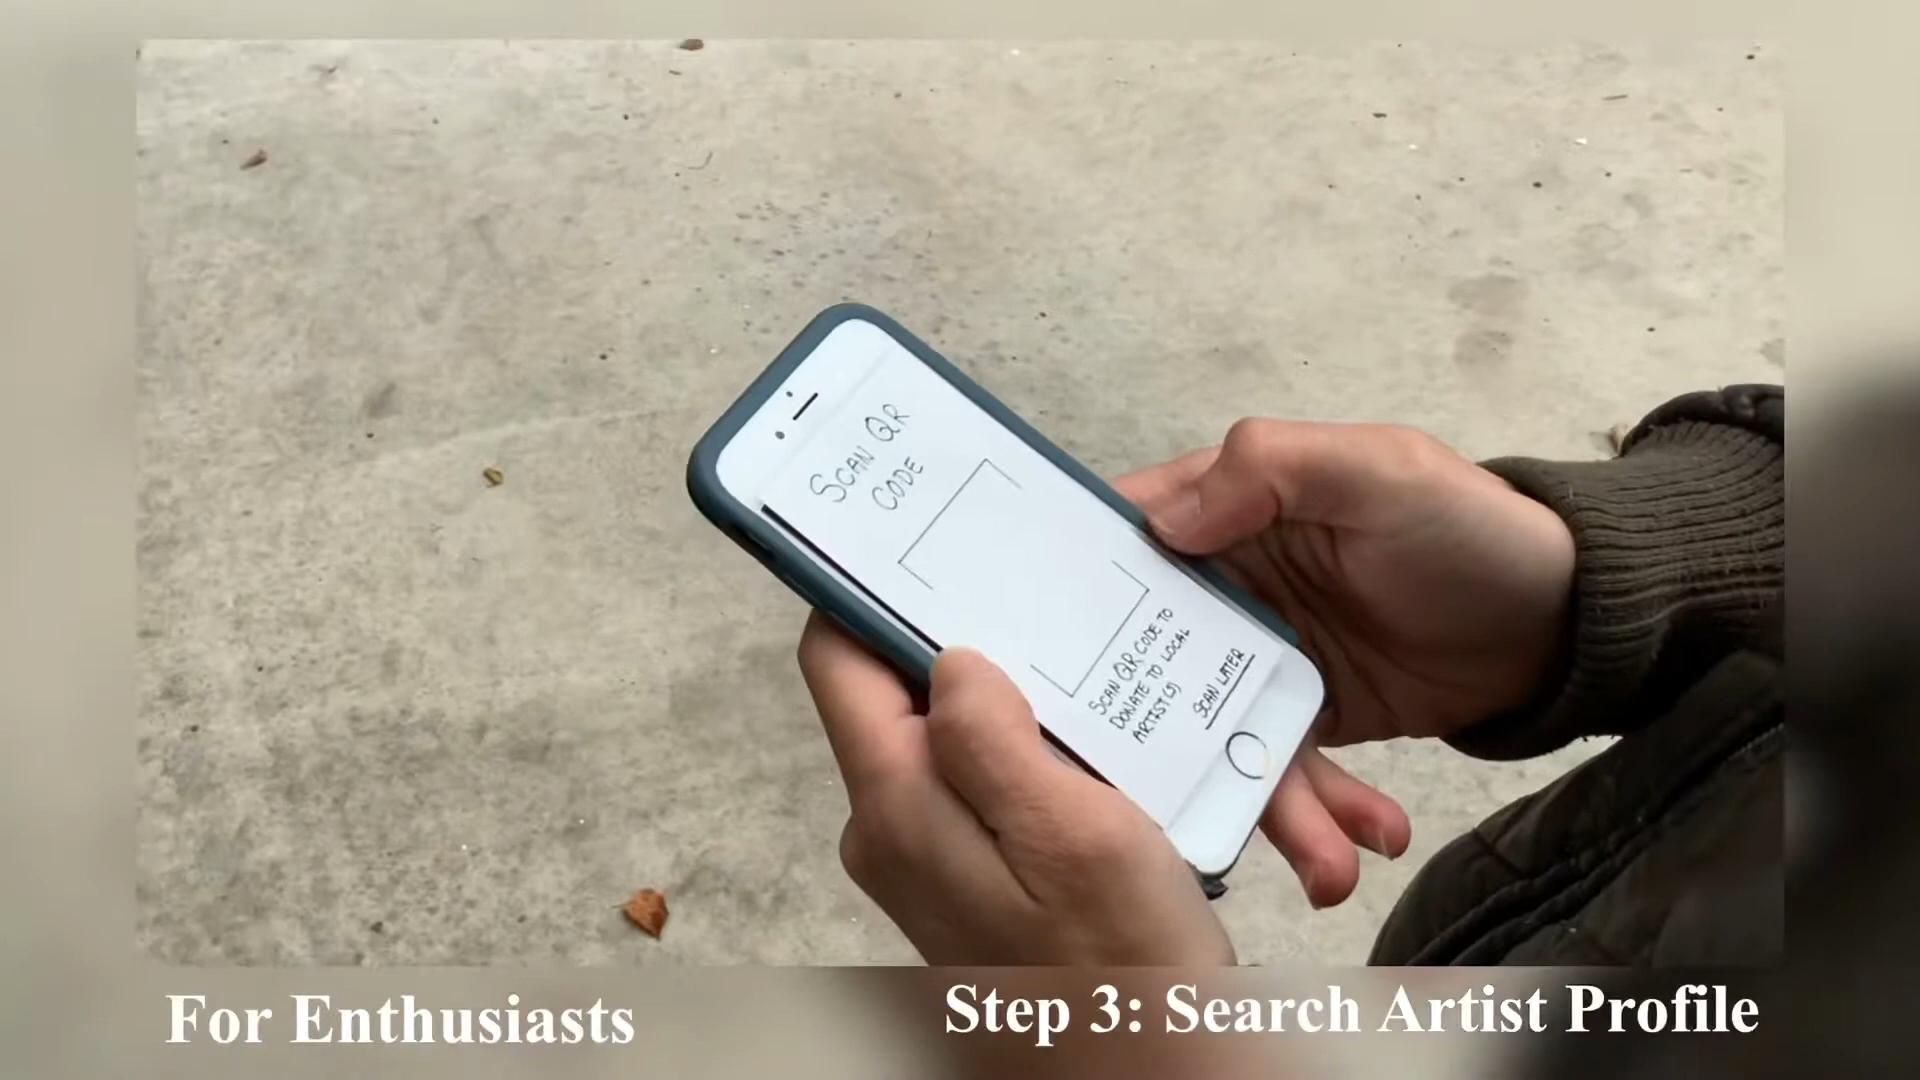 SCAN QR
CODE
SCAN QR CODE TO
DONATE TO LOCAL
ARTIST(S)
SCAN LATER
For Enthusiasts
Step 3: Search Artist Profile